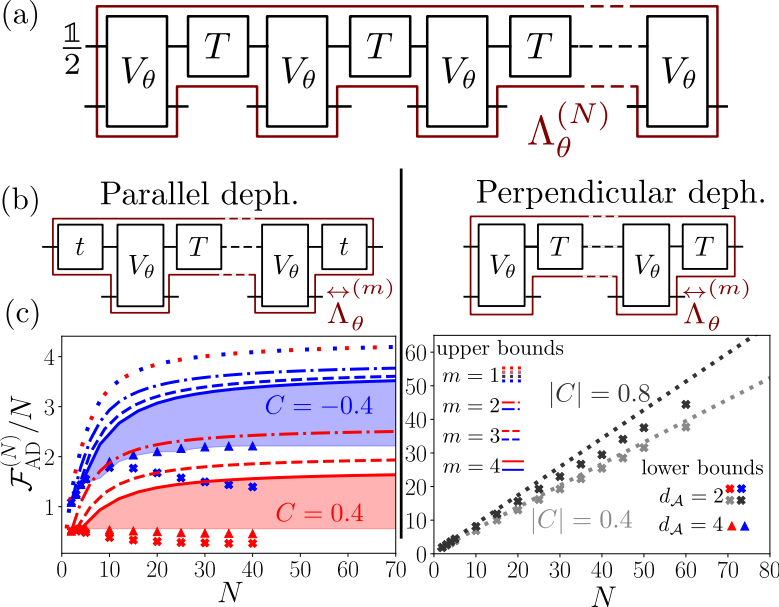 (a)
𝟙/2 V_θ T V_θ T V_θ T V_θ
Λ_θ^(N)
(b) Parallel deph. Perpendicular deph.
t V_θ T V_θ t V_θ T V_θ T
Λ_θ^↔(m) Λ_θ^↔(m)
(c)
F_AD^(N)/N
4
3
2
1
C = −0.4
C = 0.4
0 10 20 30 40 50 60 70
N
60
50
40
30
20
10
0
upper bounds
m = 1
m = 2
m = 3
m = 4
|C| = 0.8
|C| = 0.4
lower bounds
d_A = 2
d_A = 4
0 10 20 30 40 50 60 70 80
N